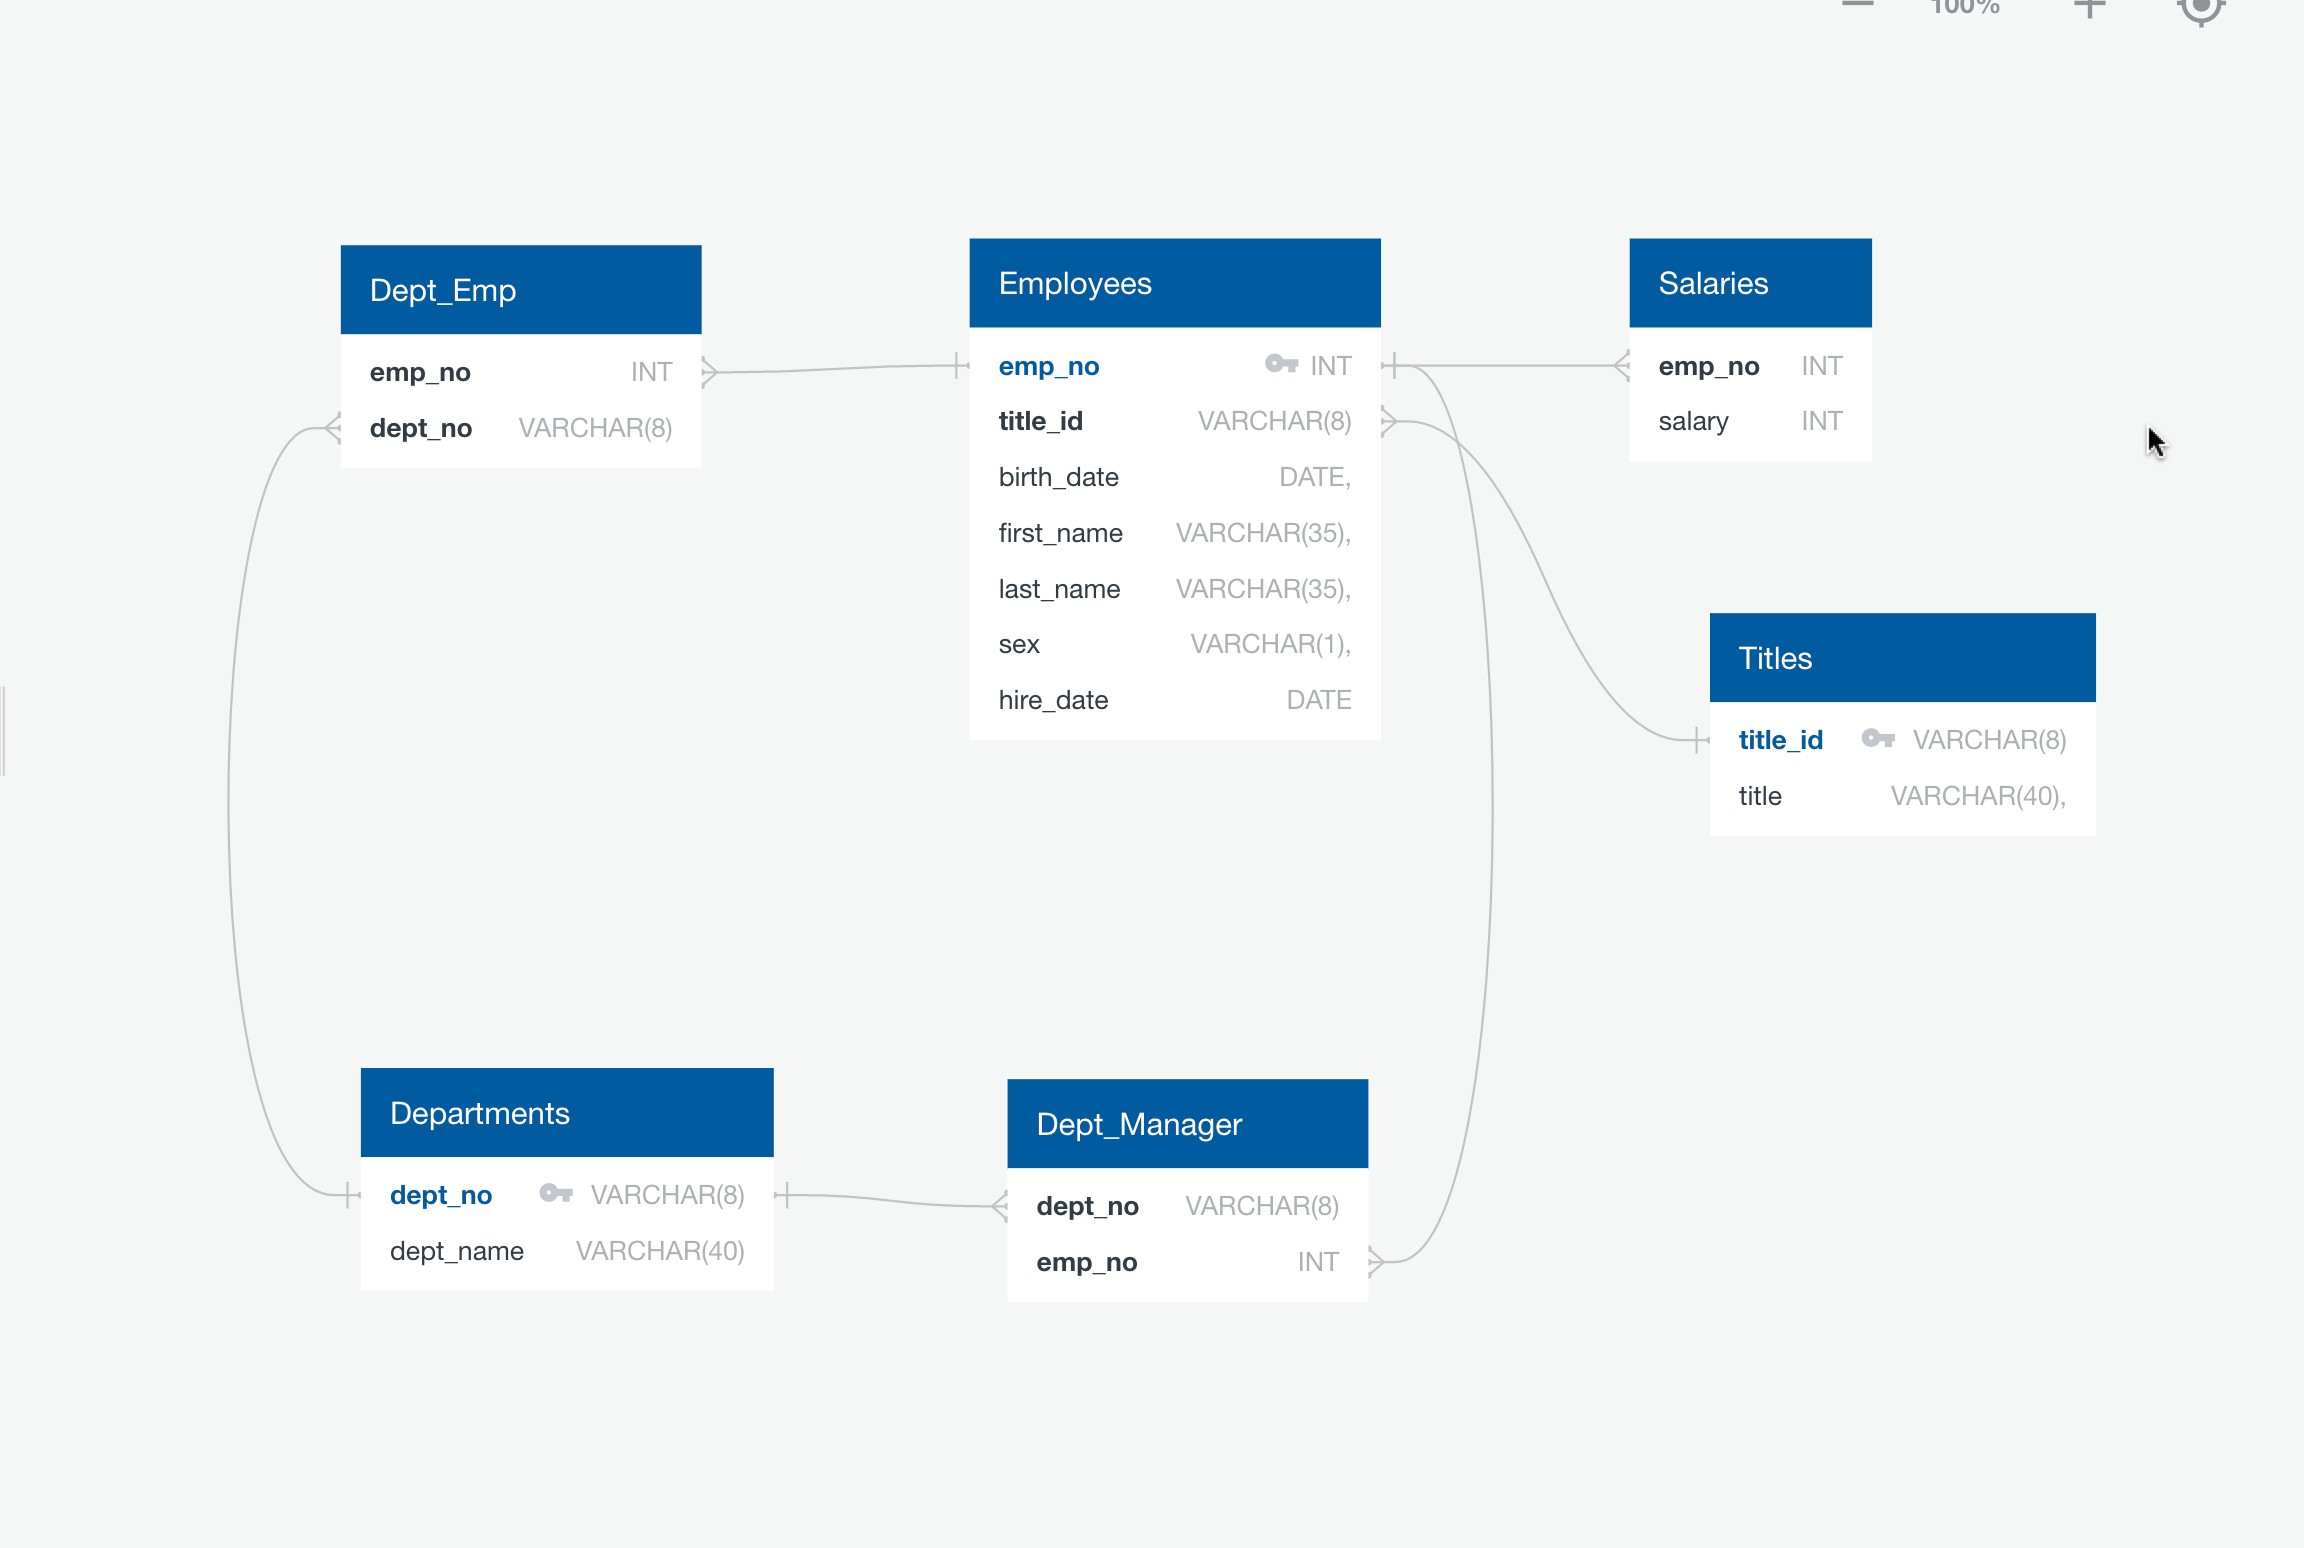 100%
Dept_Emp
emp_no INT
dept_no VARCHAR(8)
Employees
emp_no INT
title_id VARCHAR(8)
birth_date DATE,
first_name VARCHAR(35),
last_name VARCHAR(35),
sex VARCHAR(1),
hire_date DATE
Salaries
emp_no INT
salary INT
Titles
title_id VARCHAR(8)
title VARCHAR(40),
Departments
dept_no VARCHAR(8)
dept_name VARCHAR(40)
Dept_Manager
dept_no VARCHAR(8)
emp_no INT